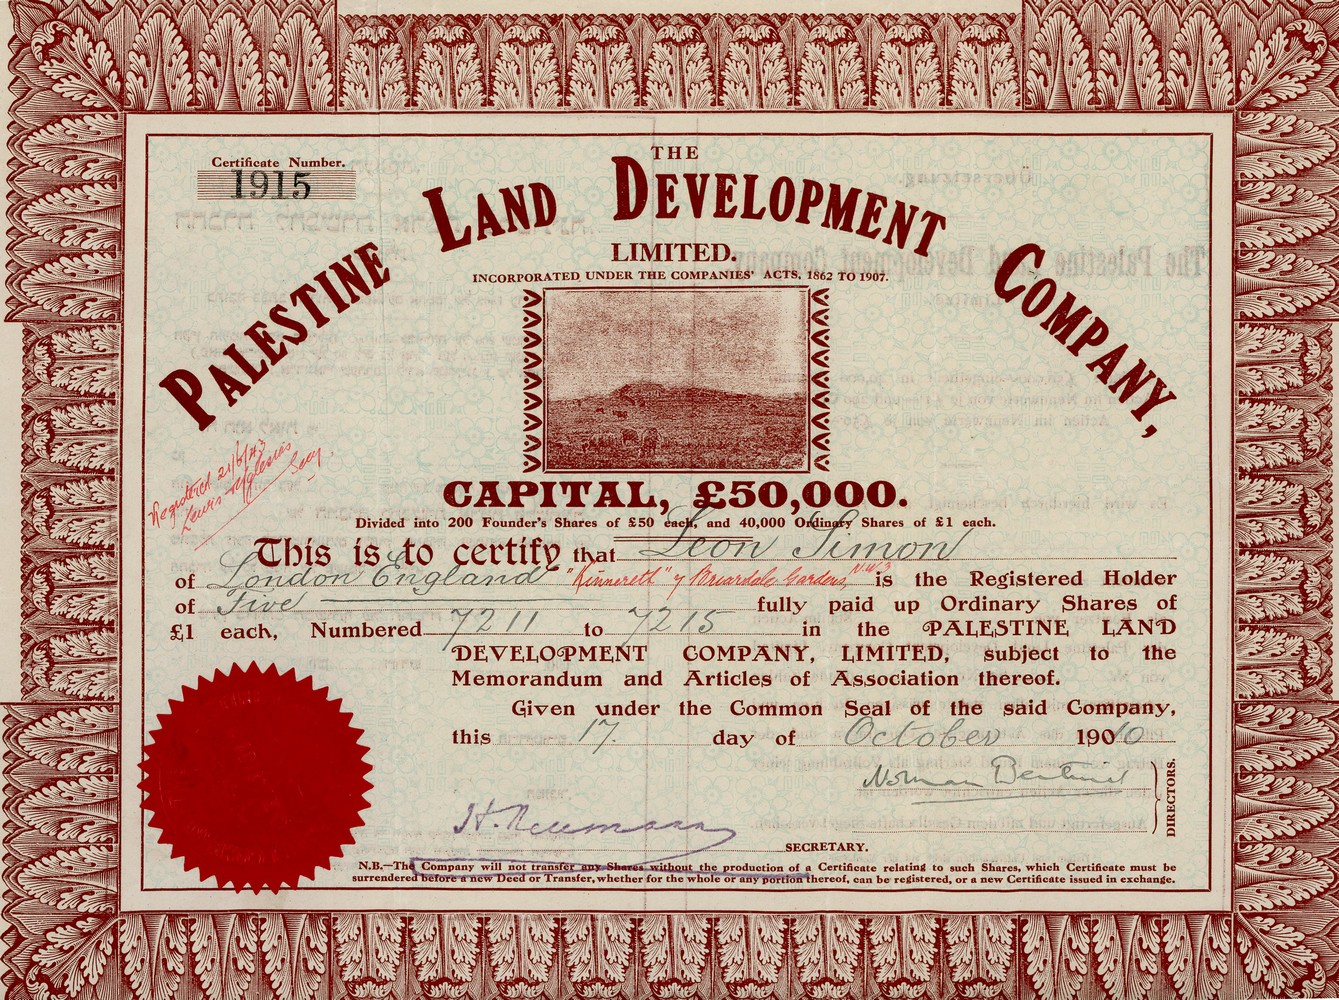 Certificate Number.
1915
THE
PALESTINE LAND DEVELOPMENT COMPANY,
LIMITED.
INCORPORATED UNDER THE COMPANIES' ACTS, 1862 TO 1907.
Registered 21/6/43
Lewis Secy
CAPITAL, £50,000.
Divided into 200 Founder's Shares of £50 each, and 40,000 Ordinary Shares of £1 each.
This is to certify that Leon Simon
of London England "Kinnereth" 7 Briardale Gardens, N.W.3 is the Registered Holder
of Five fully paid up Ordinary Shares of
£1 each, Numbered 7211 to 7215 in the PALESTINE LAND
DEVELOPMENT COMPANY, LIMITED, subject to the
Memorandum and Articles of Association thereof.
Given under the Common Seal of the said Company,
this 17. day of October 1910
Norman Bentwich
DIRECTORS.
H. Neumann
SECRETARY.
N.B.—The Company will not transfer any Shares without the production of a Certificate relating to such Shares, which Certificate must be
surrendered before a new Deed or Transfer, whether for the whole or any portion thereof, can be registered, or a new Certificate issued in exchange.